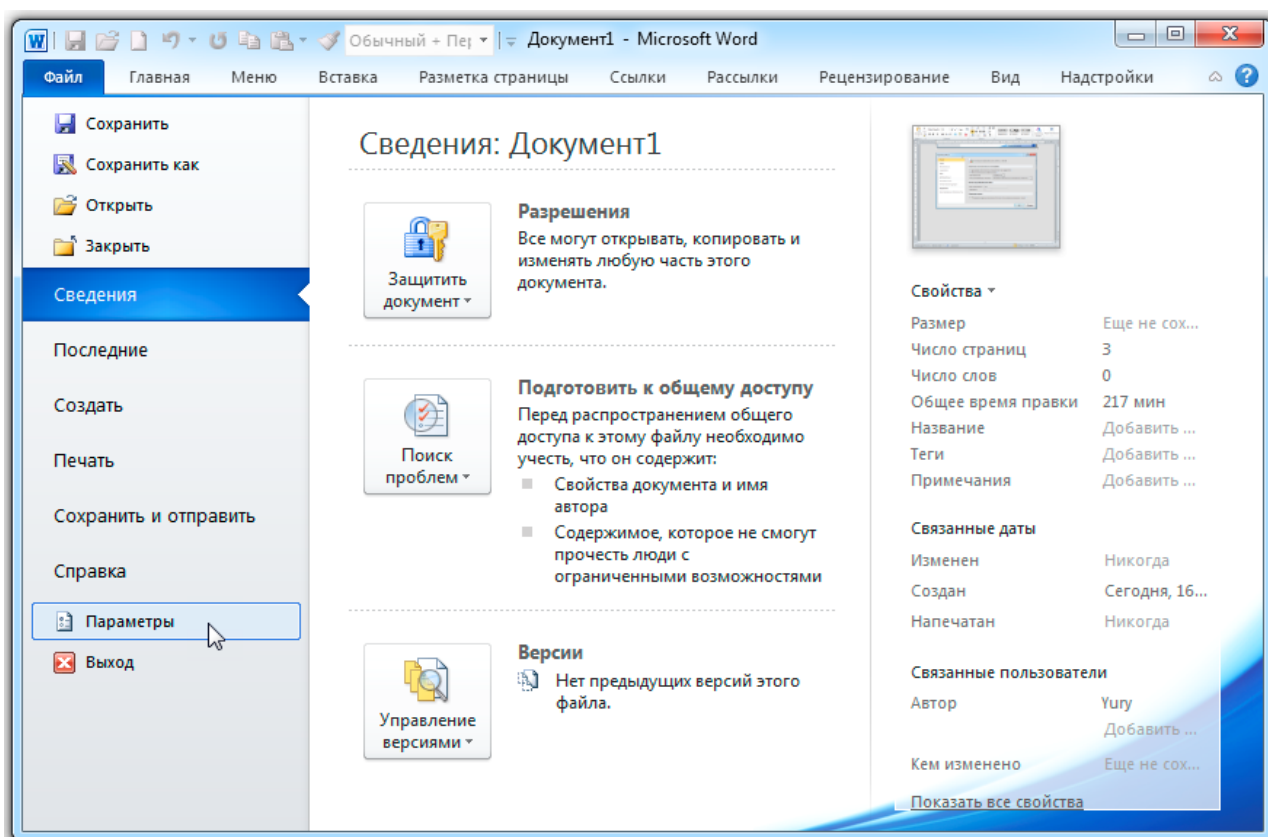 Обычный + Пер
Документ1 - Microsoft Word
Файл Главная Меню Вставка Разметка страницы Ссылки Рассылки Рецензирование Вид Надстройки
Сохранить
Сохранить как
Открыть
Закрыть
Сведения
Последние
Создать
Печать
Сохранить и отправить
Справка
Параметры
Выход
Сведения: Документ1
Защитить
документ
Разрешения
Все могут открывать, копировать и
изменять любую часть этого
документа.
Поиск
проблем
Подготовить к общему доступу
Перед распространением общего
доступа к этому файлу необходимо
учесть, что он содержит:
Свойства документа и имя
автора
Содержимое, которое не смогут
прочесть люди с
ограниченными возможностями
Управление
версиями
Версии
Нет предыдущих версий этого
файла.
Свойства
Размер Еще не сох...
Число страниц 3
Число слов 0
Общее время правки 217 мин
Название Добавить ...
Теги Добавить ...
Примечания Добавить ...
Связанные даты
Изменен Никогда
Создан Сегодня, 16...
Напечатан Никогда
Связанные пользователи
Автор Yury
Добавить ...
Кем изменено Еще не сох...
Показать все свойства